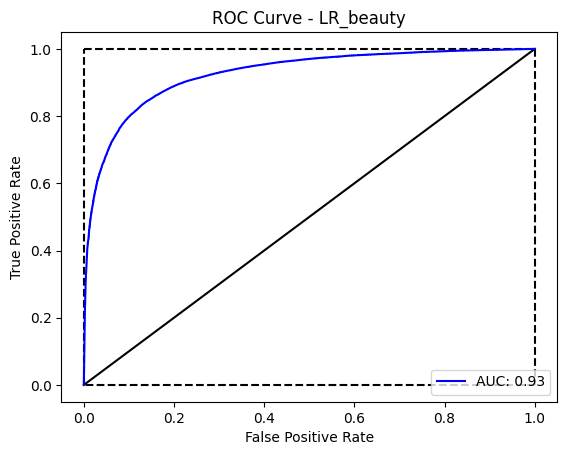 ROC Curve - LR_beauty
True Positive Rate
1.0
0.8
0.6
0.4
0.2
0.0
AUC: 0.93
0.0 0.2 0.4 0.6 0.8 1.0
False Positive Rate